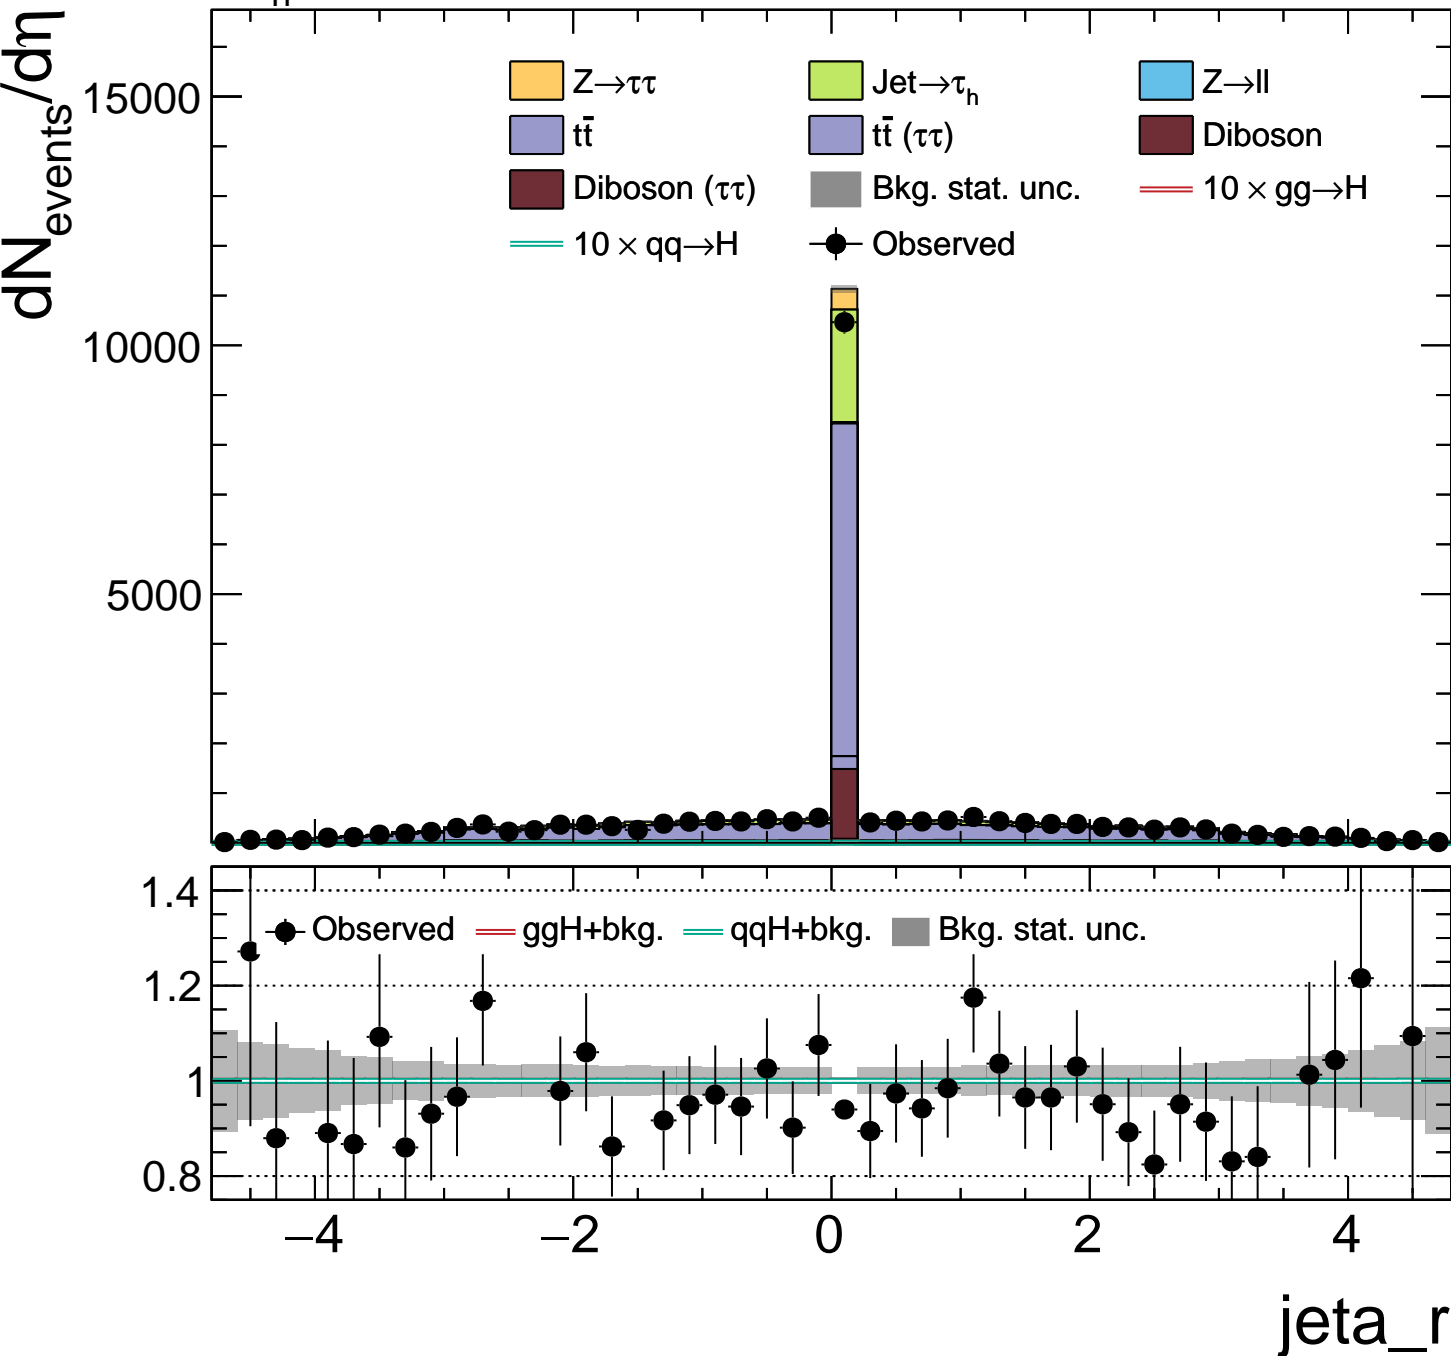 dN_events/dη
15000
10000
5000
Z→ττ
Jet→τ_h
Z→ll
tt̄
tt̄ (ττ)
Diboson
Diboson (ττ)
Bkg. stat. unc.
10 × gg→H
10 × qq→H
Observed
1.4
1.2
1
0.8
Observed
ggH+bkg.
qqH+bkg.
Bkg. stat. unc.
−4
−2
0
2
4
jeta_r